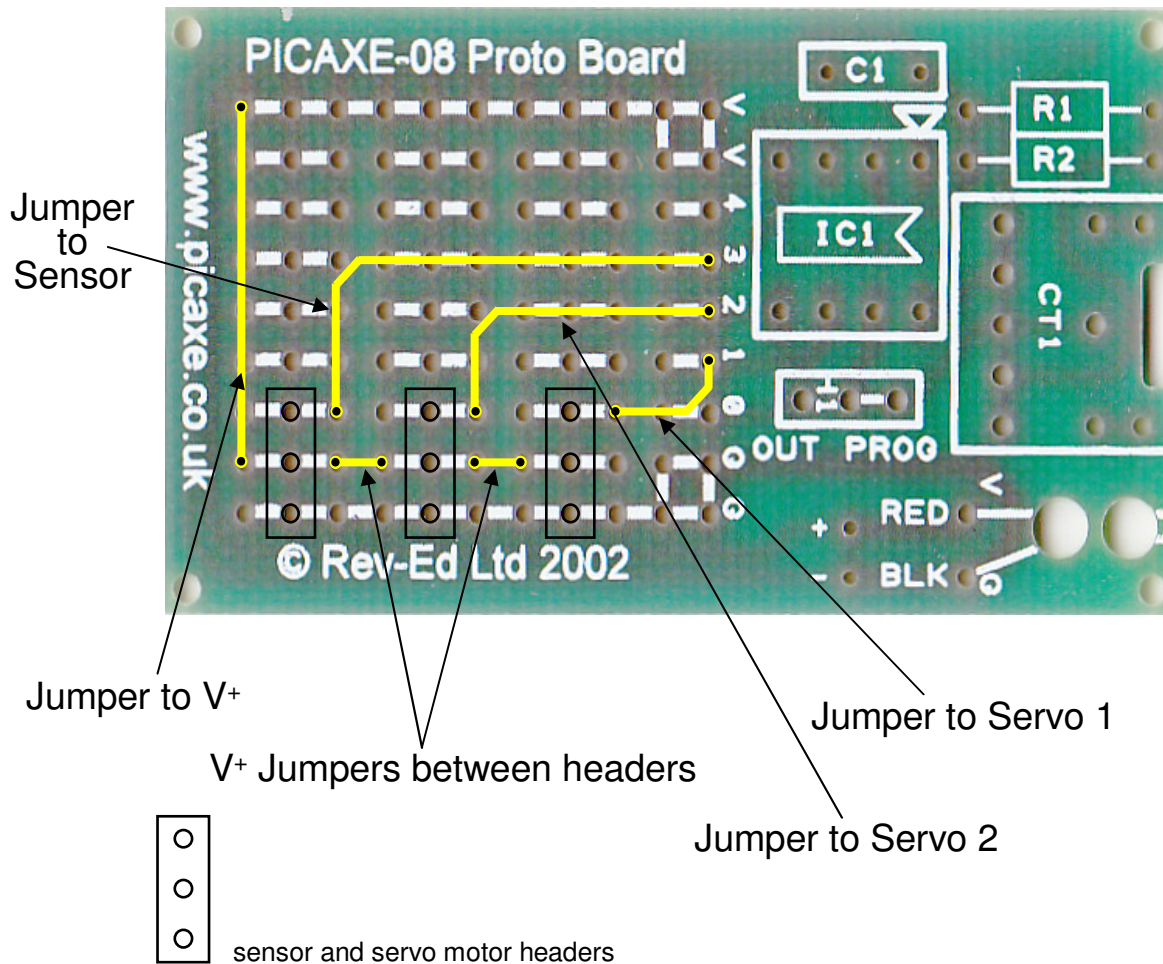 PICAXE-08 Proto Board
www.picaxe.co.uk
C1
R1
R2
IC1
CT1
V
V
4
3
2
1
G
G
OUT PROG
RED
V
+
BLK
-
G
G
© Rev-Ed Ltd 2002
Jumper
to
Sensor
Jumper to V+
V+ Jumpers between headers
Jumper to Servo 1
Jumper to Servo 2
sensor and servo motor headers